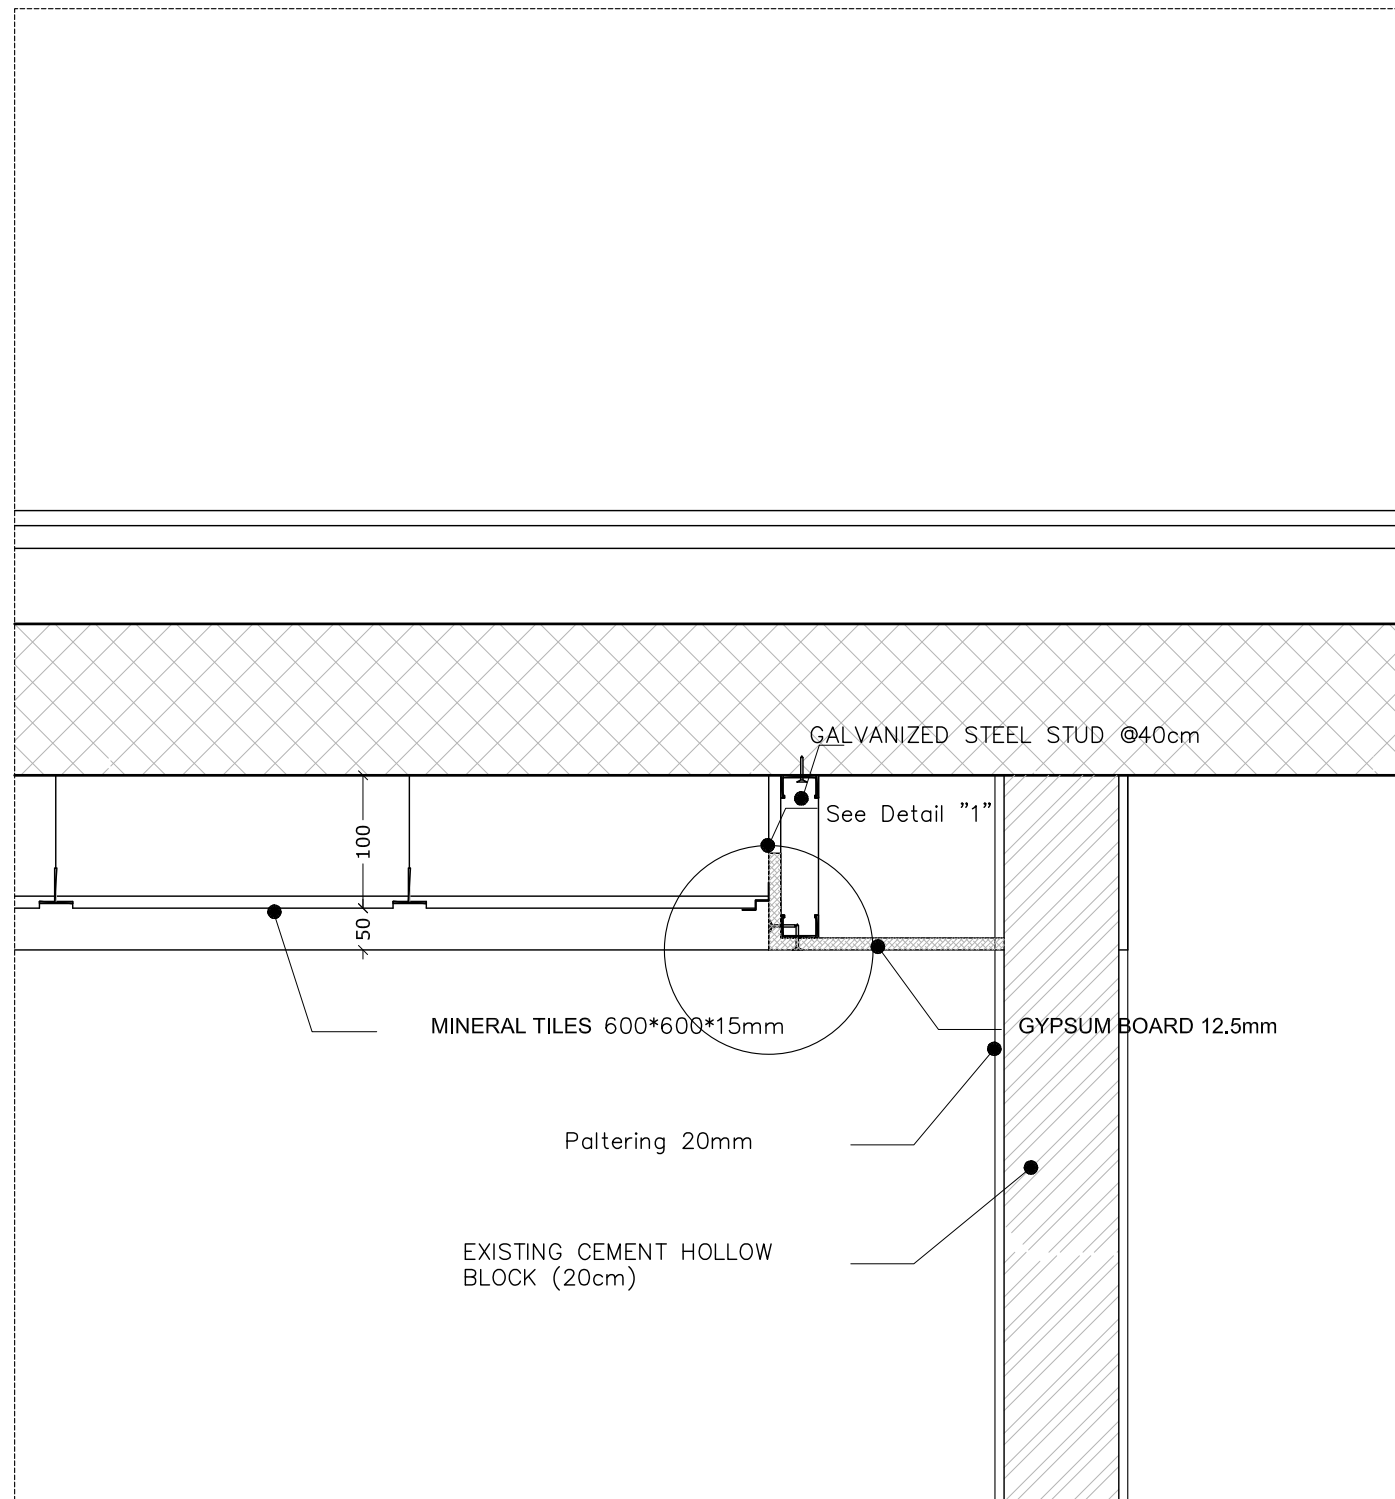 GALVANIZED STEEL STUD @40cm
See Detail "1"
100
50
MINERAL TILES 600*600*15mm
GYPSUM BOARD 12.5mm
Paltering 20mm
EXISTING CEMENT HOLLOW
BLOCK (20cm)